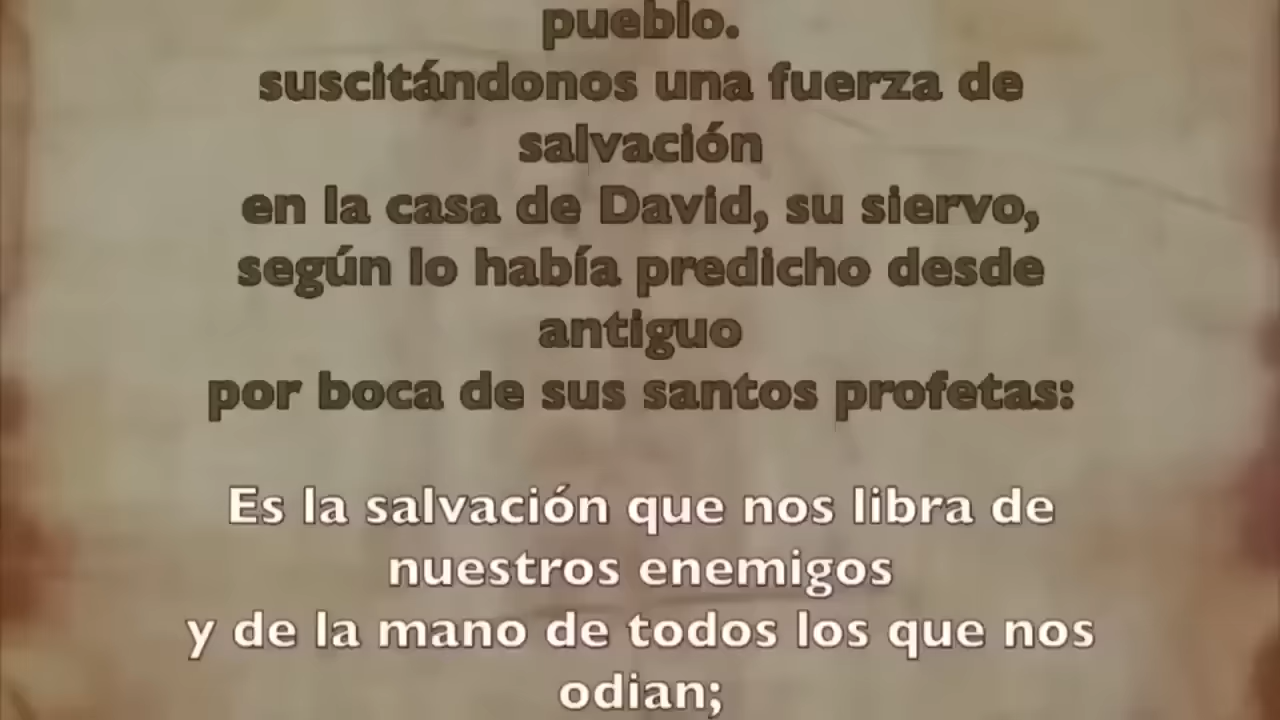 pueblo.
suscitándonos una fuerza de
salvación
en la casa de David, su siervo,
según lo había predicho desde
antiguo
por boca de sus santos profetas:
Es la salvación que nos libra de
nuestros enemigos
y de la mano de todos los que nos
odian;